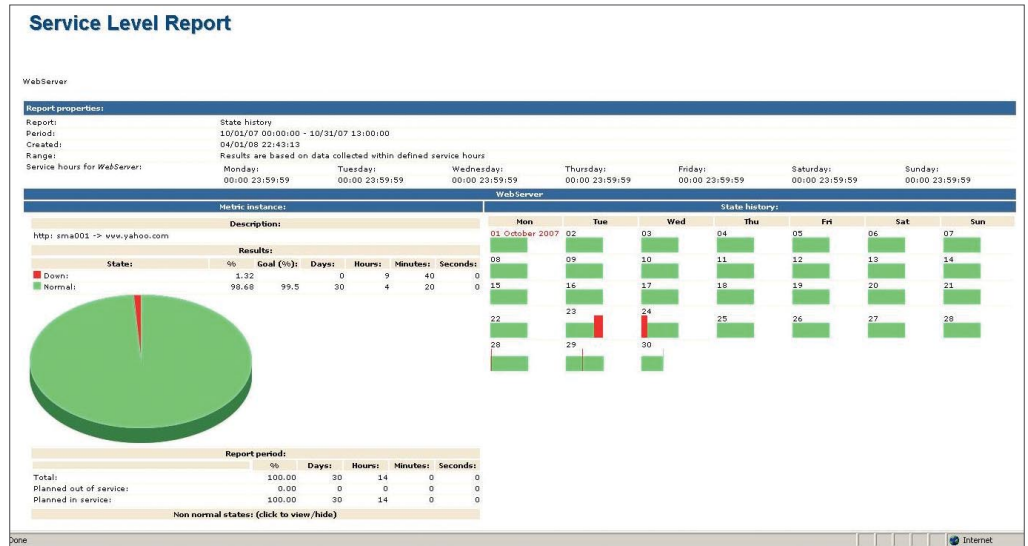 Service Level Report
WebServer
Report properties:
Report: State history
Period: 10/01/07 00:00:00 - 10/31/07 13:00:00
Created: 04/01/08 22:43:13
Range: Results are based on data collected within defined service hours
Service hours for WebServer: Monday: Tuesday: Wednesday: Thursday: Friday: Saturday: Sunday:
00:00 23:59:59 00:00 23:59:59 00:00 23:59:59 00:00 23:59:59 00:00 23:59:59 00:00 23:59:59 00:00 23:59:59
WebServer
Metric instance:
Description:
http: sma001 -> www.yahoo.com
Results:
State: % Goal (%): Days: Hours: Minutes: Seconds:
Down: 1.32 0 9 40 0
Normal: 98.68 99.5 30 4 20 0
Report period:
% Days: Hours: Minutes: Seconds:
Total: 100.00 30 14 0 0
Planned out of service: 0.00 0 0 0 0
Planned in service: 100.00 30 14 0 0
Non normal states: (click to view/hide)
State history:
Mon Tue Wed Thu Fri Sat Sun
01 October 2007 02 03 04 05 06 07
08 09 10 11 12 13 14
15 16 17 18 19 20 21
22 23 24 25 26 27 28
28 29 30
Done
Internet